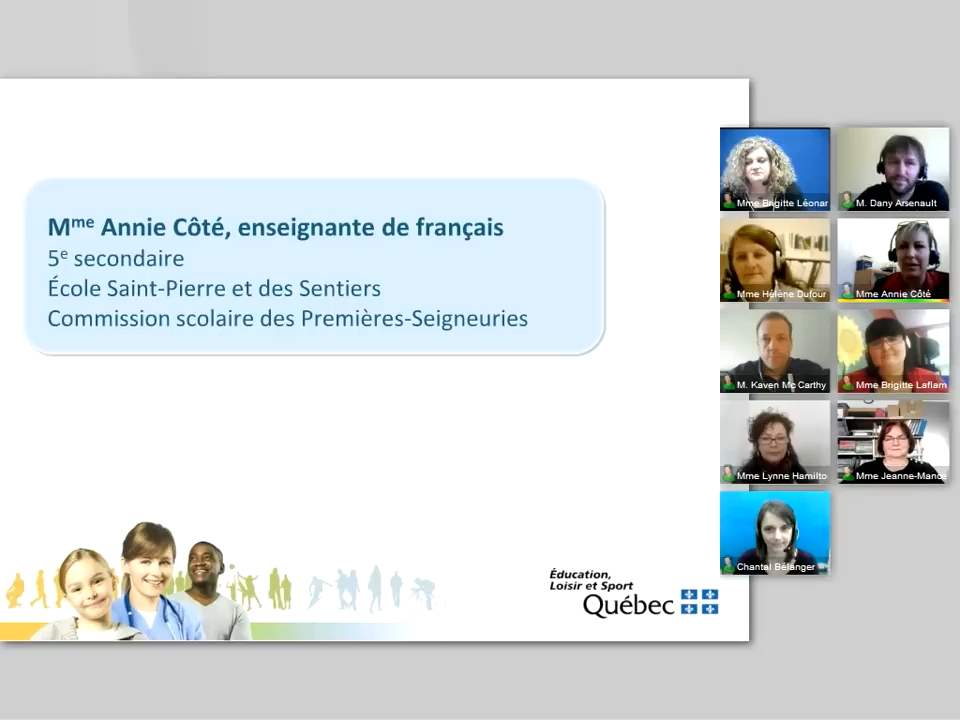 Mme Annie Côté, enseignante de français
5e secondaire
École Saint-Pierre et des Sentiers
Commission scolaire des Premières-Seigneuries
Éducation,
Loisir et Sport
Québec
Mme Brigitte Léonar
M. Dany Arsenault
Mme Hélène Dufour
Mme Annie Côté
M. Kaven Mc Carthy
Mme Brigitte Laflam
Mme Lynne Hamilto
Mme Jeanne-Mance
Chantal Bélanger